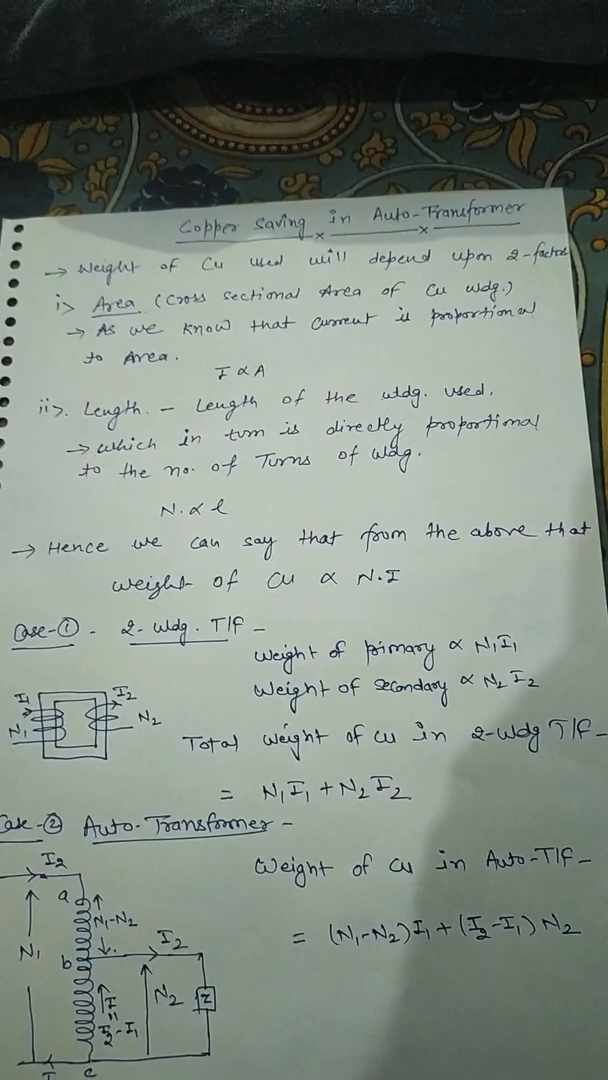 Copper Saving in Auto-Transformer
→ Weight of Cu used will depend upon 2-factors
i>. Area (Cross sectional Area of Cu wdg.)
→ As we know that current is proportional
to Area.
I ∝ A
ii>. Length. - Length of the wdg. used.
→ which in turn is directly proportional
to the no. of Turns of wdg.
N. ∝ l
→ Hence we can say that from the above that
weight of Cu ∝ N.I
Case-① - 2-wdg. T/F -
Weight of primary ∝ N₁I₁
Weight of secondary ∝ N₂I₂
I₁ I₂
N₁ N₂
Total weight of cu in 2-wdg T/F -
= N₁I₁ + N₂I₂
Case-② Auto-Transformer -
Weight of cu in Auto-T/F -
= (N₁-N₂)I₁ + (I₂-I₁)N₂
I₂
a
N₁-N₂
N₁
b
I₂
N₂
Z
I=I₂-I₁
c